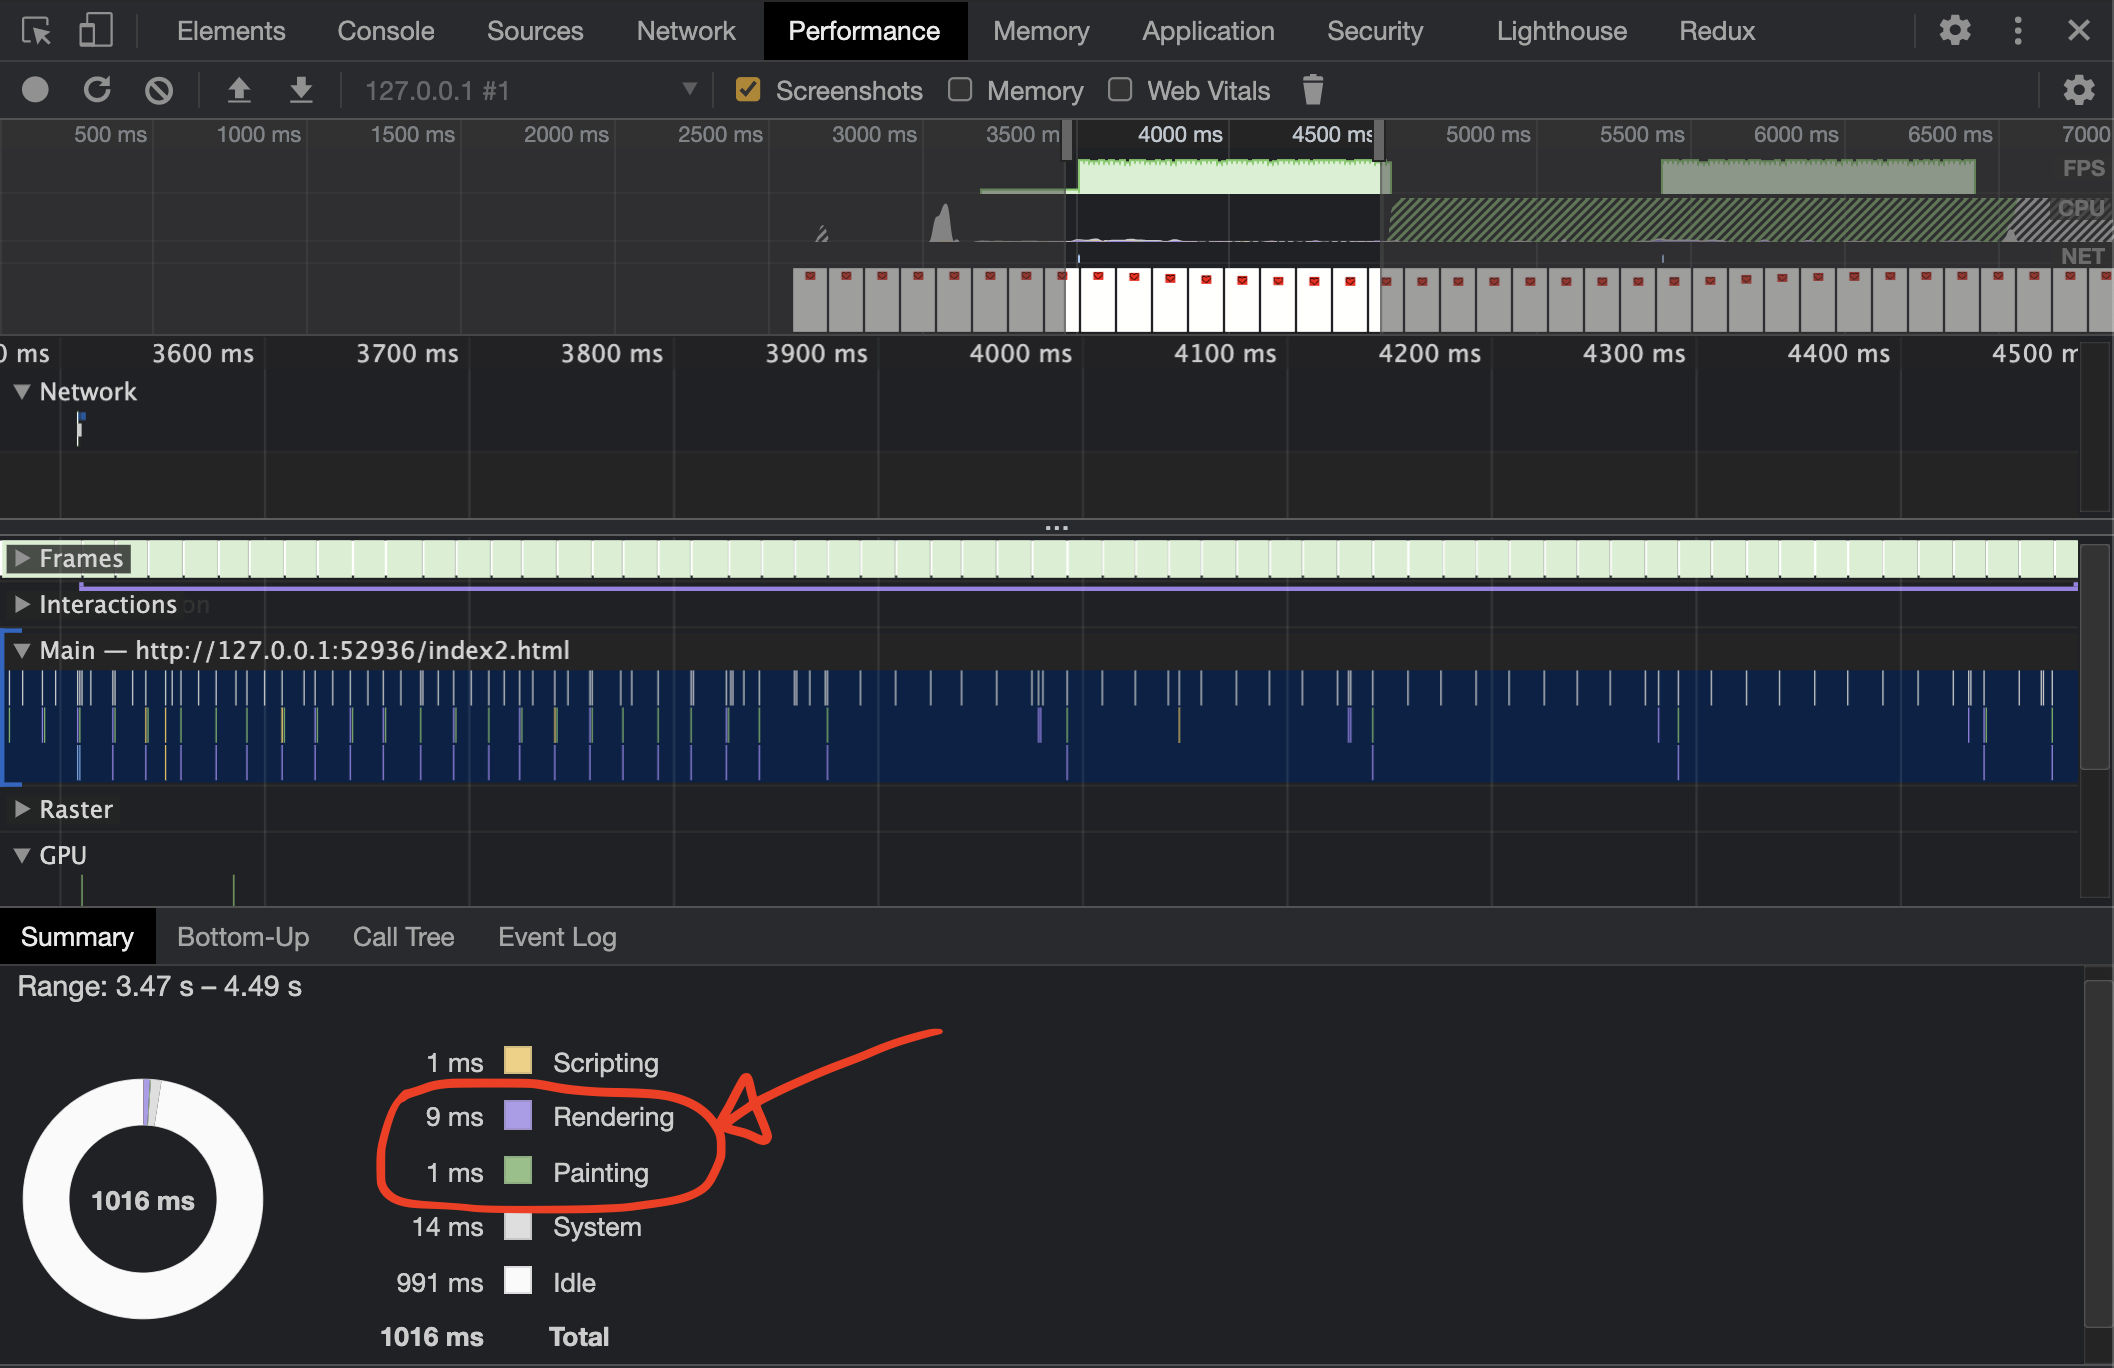 Elements Console Sources Network Performance Memory Application Security Lighthouse Redux
127.0.0.1 #1 Screenshots Memory Web Vitals
500 ms 1000 ms 1500 ms 2000 ms 2500 ms 3000 ms 3500 m 4000 ms 4500 ms 5000 ms 5500 ms 6000 ms 6500 ms 7000
FPS
CPU
NET
0 ms 3600 ms 3700 ms 3800 ms 3900 ms 4000 ms 4100 ms 4200 ms 4300 ms 4400 ms 4500 m
Network
...
Frames
Interactions on
Main — http://127.0.0.1:52936/index2.html
Raster
GPU
Summary Bottom-Up Call Tree Event Log
Range: 3.47 s – 4.49 s
1 ms Scripting
9 ms Rendering
1 ms Painting
1016 ms
14 ms System
991 ms Idle
1016 ms Total